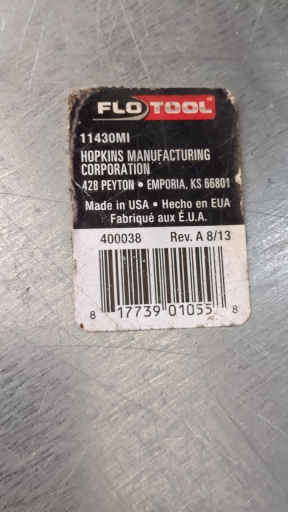 FLOTOOL
11430MI
HOPKINS MANUFACTURING
CORPORATION
428 PEYTON • EMPORIA, KS 66801
Made in USA • Hecho en EUA
Fabriqué aux É.U.A.
400038 Rev. A 8/13
8 17739 01055 8